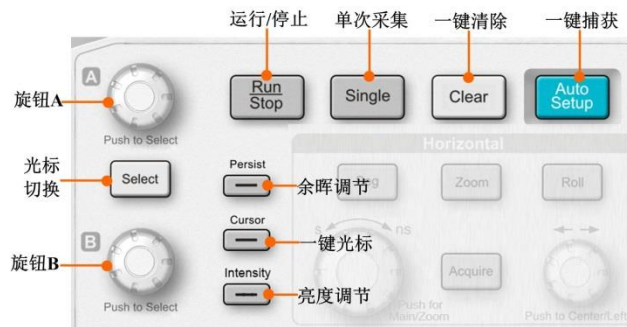 运行/停止 单次采集 一键清除 一键捕获
A
旋钮A
Push to Select
Run
Stop
Single
Clear
Auto
Setup
Horizontal
光标
切换
Select
Persist
余晖调节
Zoom
Roll
Cursor
一键光标
s ns
B
旋钮B
Push to Select
Intensity
亮度调节
Acquire
Push for
Main/Zoom
Push to Center/Left